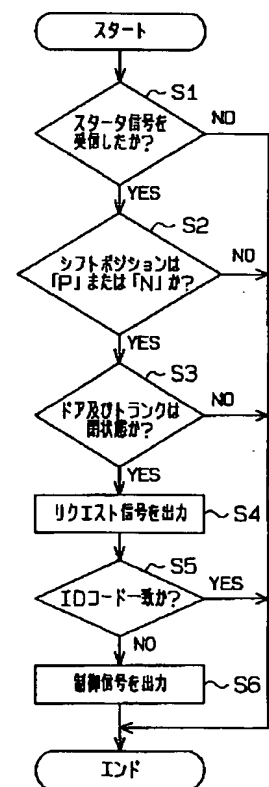 スタート
S1
スタータ信号を
受信したか?
NO
YES
S2
シフトポジションは
「P」または「N」か?
NO
YES
S3
ドア及びトランクは
閉状態か?
NO
YES
リクエスト信号を出力
S4
S5
IDコード一致か?
YES
NO
制御信号を出力
S6
エンド